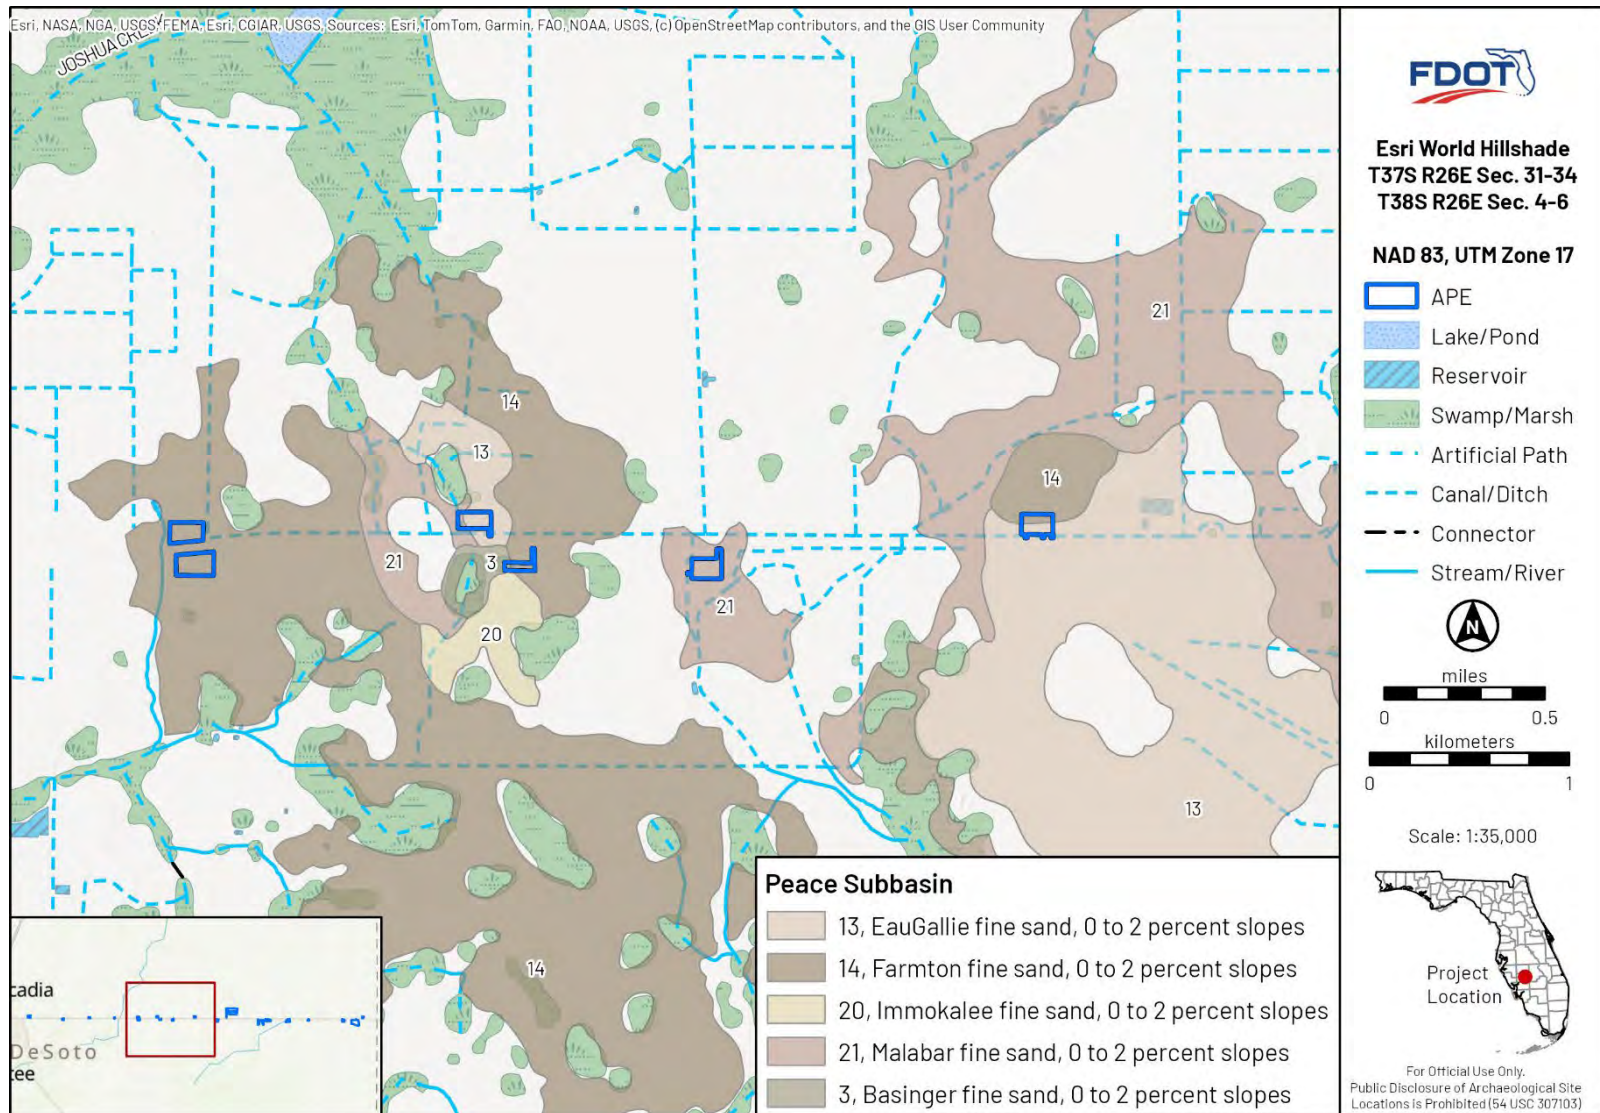 Esri, NASA, NGA, USGS, FEMA, Esri, CGIAR, USGS, Sources: Esri, TomTom, Garmin, FAO, NOAA, USGS, (c) OpenStreetMap contributors, and the GIS User Community
JOSHUA CREEK
21
14
13
14
21
3
21
20
13
14
Peace Subbasin
13, EauGallie fine sand, 0 to 2 percent slopes
14, Farmton fine sand, 0 to 2 percent slopes
20, Immokalee fine sand, 0 to 2 percent slopes
21, Malabar fine sand, 0 to 2 percent slopes
3, Basinger fine sand, 0 to 2 percent slopes
cadia
DeSoto
tee
FDOT
Esri World Hillshade
T37S R26E Sec. 31-34
T38S R26E Sec. 4-6
NAD 83, UTM Zone 17
APE
Lake/Pond
Reservoir
Swamp/Marsh
Artificial Path
Canal/Ditch
Connector
Stream/River
N
miles
0 0.5
kilometers
0 1
Scale: 1:35,000
Project
Location
For Official Use Only.
Public Disclosure of Archaeological Site
Locations is Prohibited (54 USC 307103)